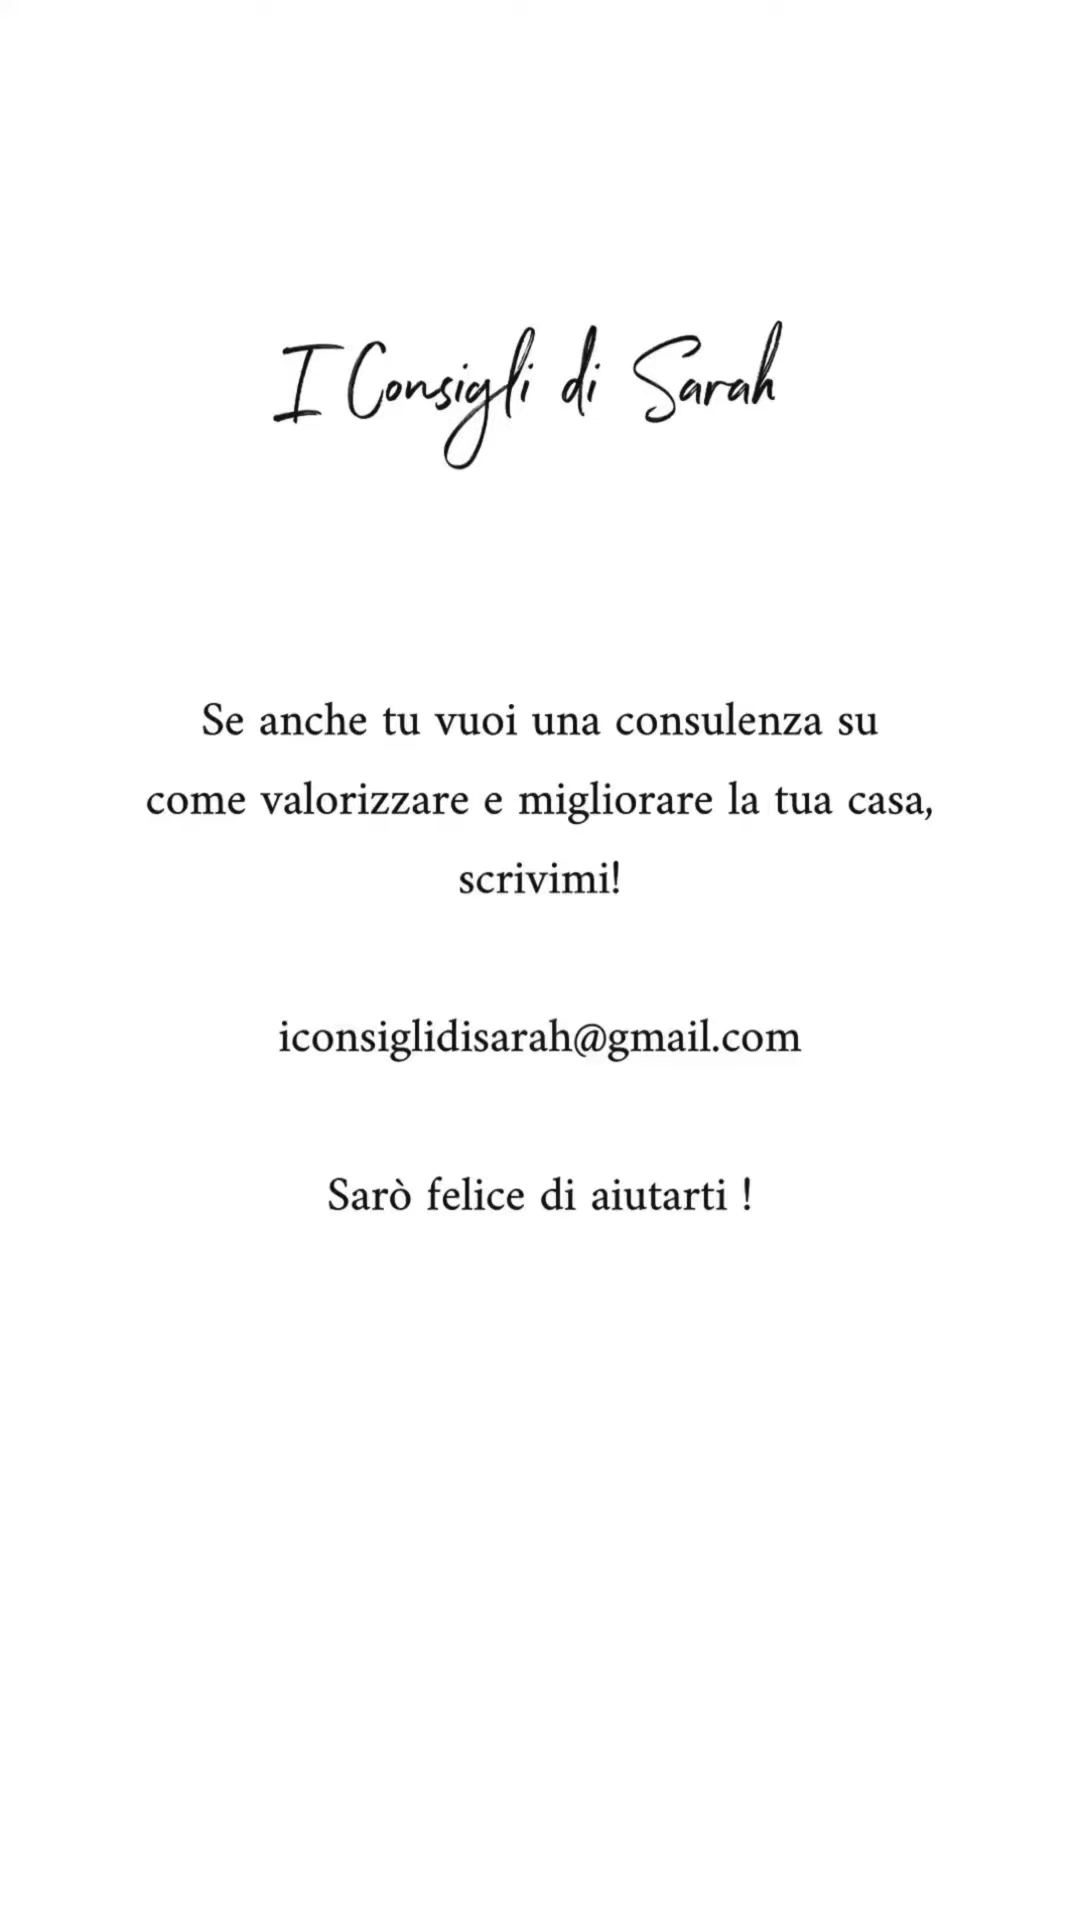 I Consigli di Sarah
Se anche tu vuoi una consulenza su
come valorizzare e migliorare la tua casa,
scrivimi!
iconsiglidisarah@gmail.com
Sarò felice di aiutarti !